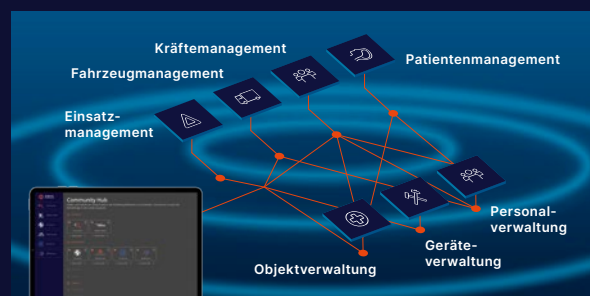 Kräftemanagement
Fahrzeugmanagement
Patientenmanagement
Einsatz-
management
Community Hub
Personal-
verwaltung
Geräte-
verwaltung
Objektverwaltung